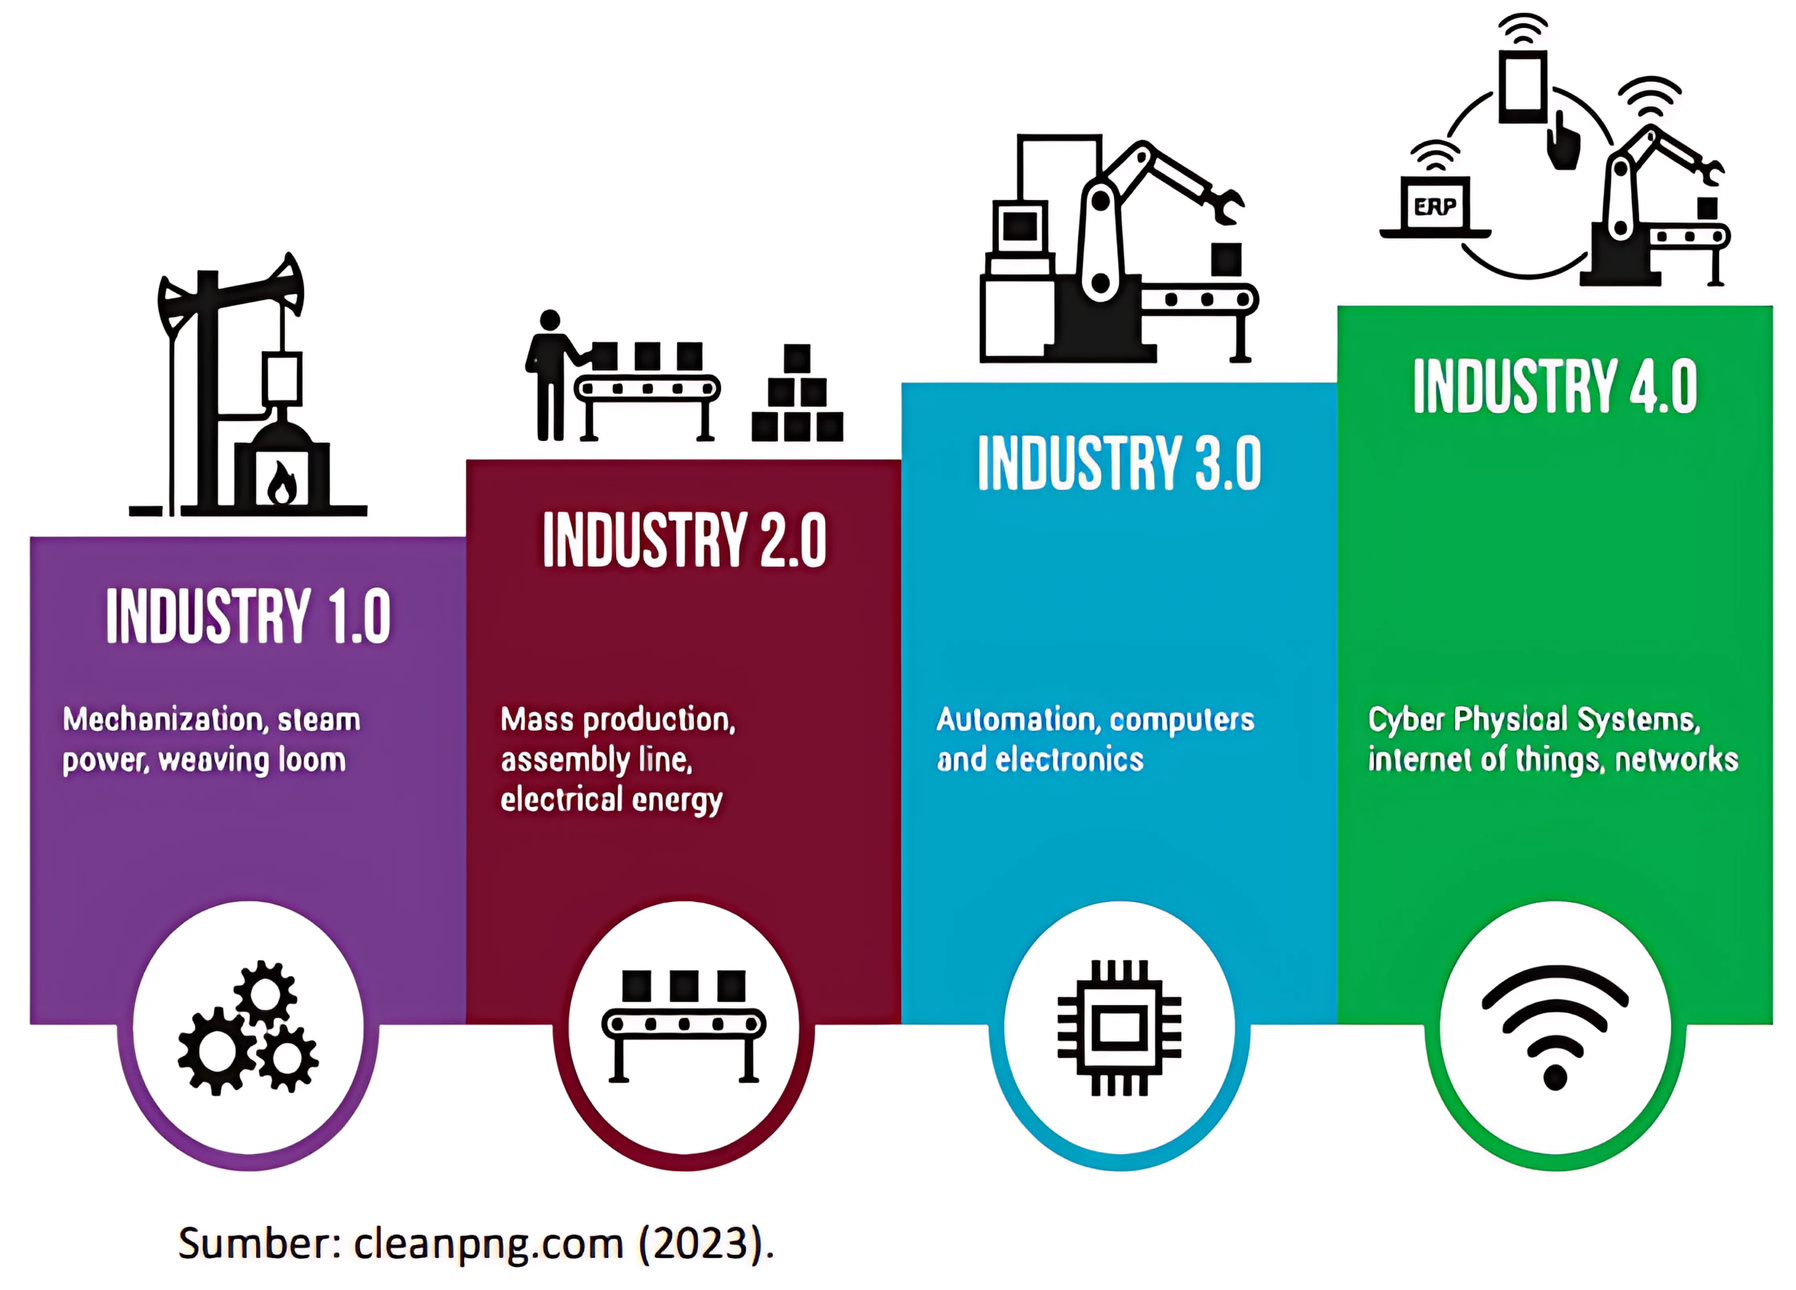 ERP
INDUSTRY 1.0
Mechanization, steam
power, weaving loom
INDUSTRY 2.0
Mass production,
assembly line,
electrical energy
INDUSTRY 3.0
Automation, computers
and electronics
INDUSTRY 4.0
Cyber Physical Systems,
internet of things, networks
Sumber: cleanpng.com (2023).